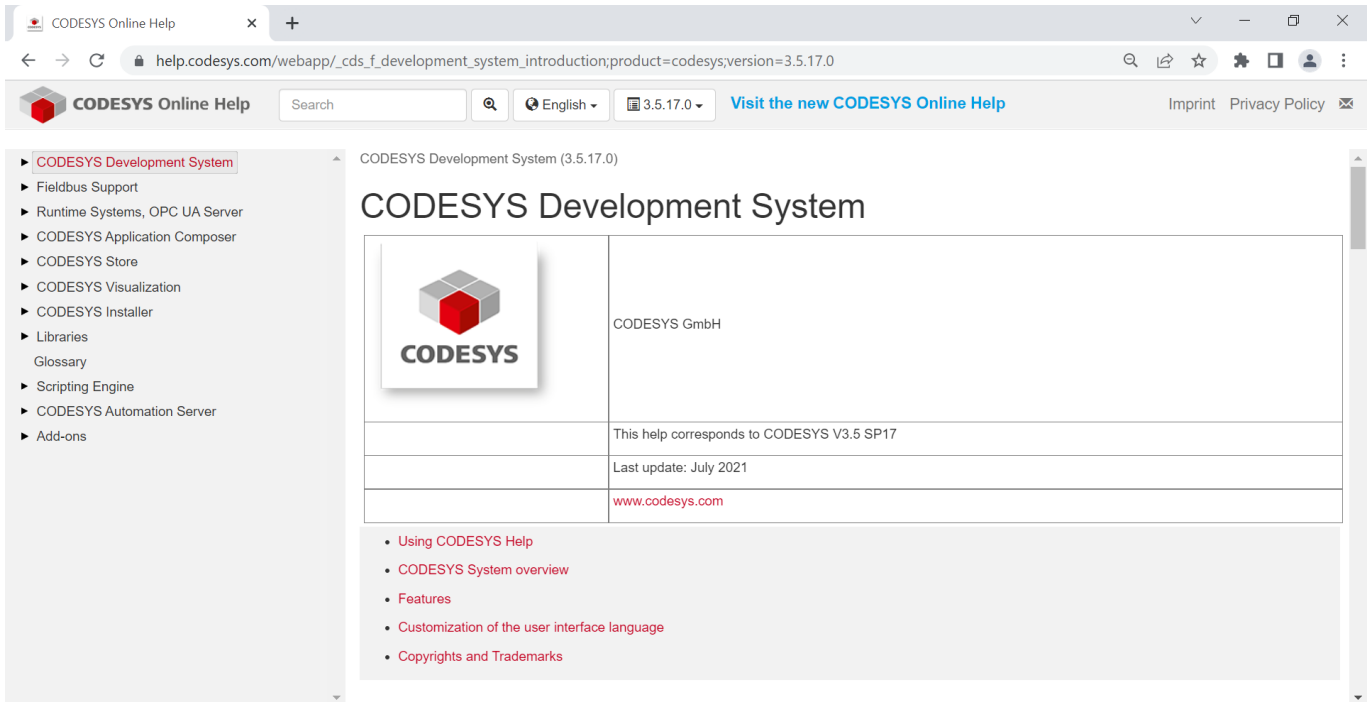 CODESYS Online Help
help.codesys.com/webapp/_cds_f_development_system_introduction;product=codesys;version=3.5.17.0
CODESYS Online Help
Search
English
3.5.17.0
Visit the new CODESYS Online Help
Imprint
Privacy Policy
CODESYS Development System
Fieldbus Support
Runtime Systems, OPC UA Server
CODESYS Application Composer
CODESYS Store
CODESYS Visualization
CODESYS Installer
Libraries
Glossary
Scripting Engine
CODESYS Automation Server
Add-ons
CODESYS Development System (3.5.17.0)
CODESYS Development System
CODESYS
CODESYS GmbH
This help corresponds to CODESYS V3.5 SP17
Last update: July 2021
www.codesys.com
Using CODESYS Help
CODESYS System overview
Features
Customization of the user interface language
Copyrights and Trademarks